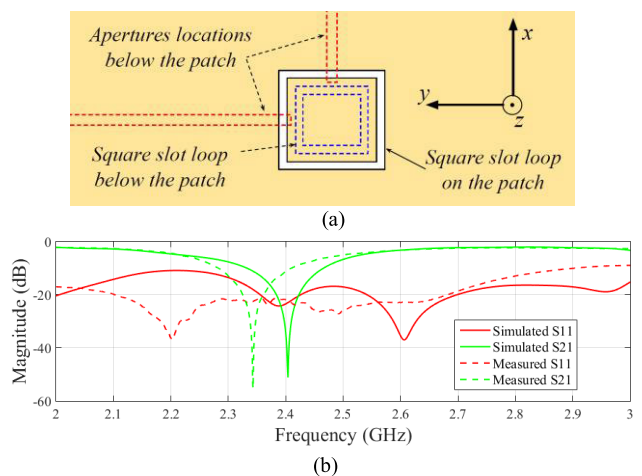 Apertures locations
below the patch
Square slot loop
below the patch
Square slot loop
on the patch
x
y
z
(a)
0
-20
-40
-60
Magnitude (dB)
Simulated S11
Simulated S21
Measured S11
Measured S21
2 2.1 2.2 2.3 2.4 2.5 2.6 2.7 2.8 2.9 3
Frequency (GHz)
(b)